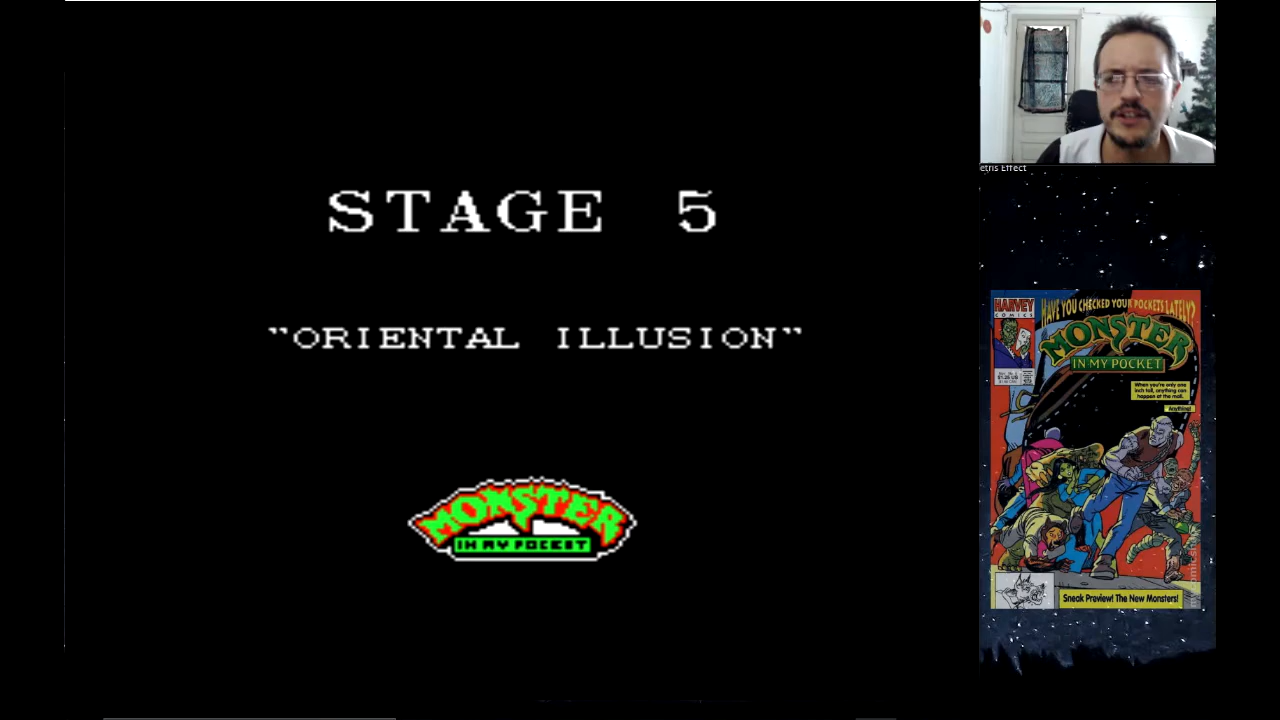 STAGE 5
"ORIENTAL ILLUSION"
MONSTER
IN MY POCKET
etris Effect
HARVEY
COMICS
HAVE YOU CHECKED YOUR POCKETS LATELY?
MONSTER
IN MY POCKET
When you're only one
inch tall, anything can
happen at the mall.
Anything!
Sneak Preview! The New Monsters!